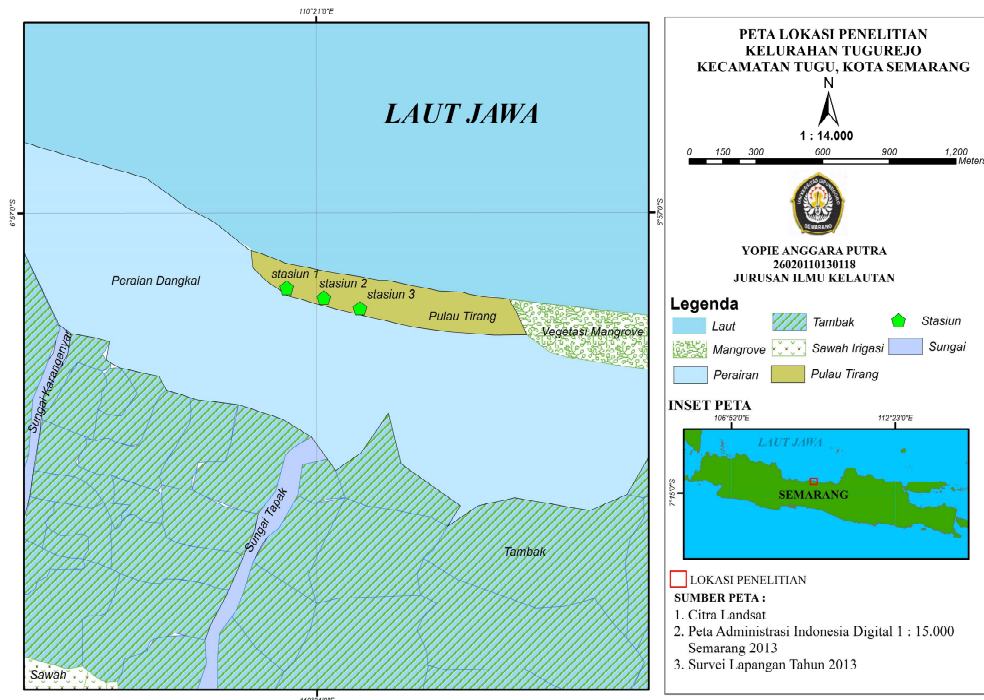 110°21'0"E
LAUT JAWA
6°57'0"S
6°57'0"S
Peraian Dangkal
stasiun 1
stasiun 2
stasiun 3
Pulau Tirang
Vegetasi Mangrove
Sungai Karanganyar
Sungai Tapak
Tambak
Sawah
110°21'0"E
PETA LOKASI PENELITIAN
KELURAHAN TUGUREJO
KECAMATAN TUGU, KOTA SEMARANG
N
1 : 14.000
0 150 300 600 900 1,200
Meters
SEMARANG
YOPIE ANGGARA PUTRA
26020110130118
JURUSAN ILMU KELAUTAN
Legenda
Laut Tambak Stasiun
Mangrove Sawah Irigasi Sungai
Perairan Pulau Tirang
INSET PETA
106°53'0"E 112°23'0"E
LAUT JAWA
7°15'0"S
SEMARANG
LOKASI PENELITIAN
SUMBER PETA :
1. Citra Landsat
2. Peta Administrasi Indonesia Digital 1 : 15.000
Semarang 2013
3. Survei Lapangan Tahun 2013